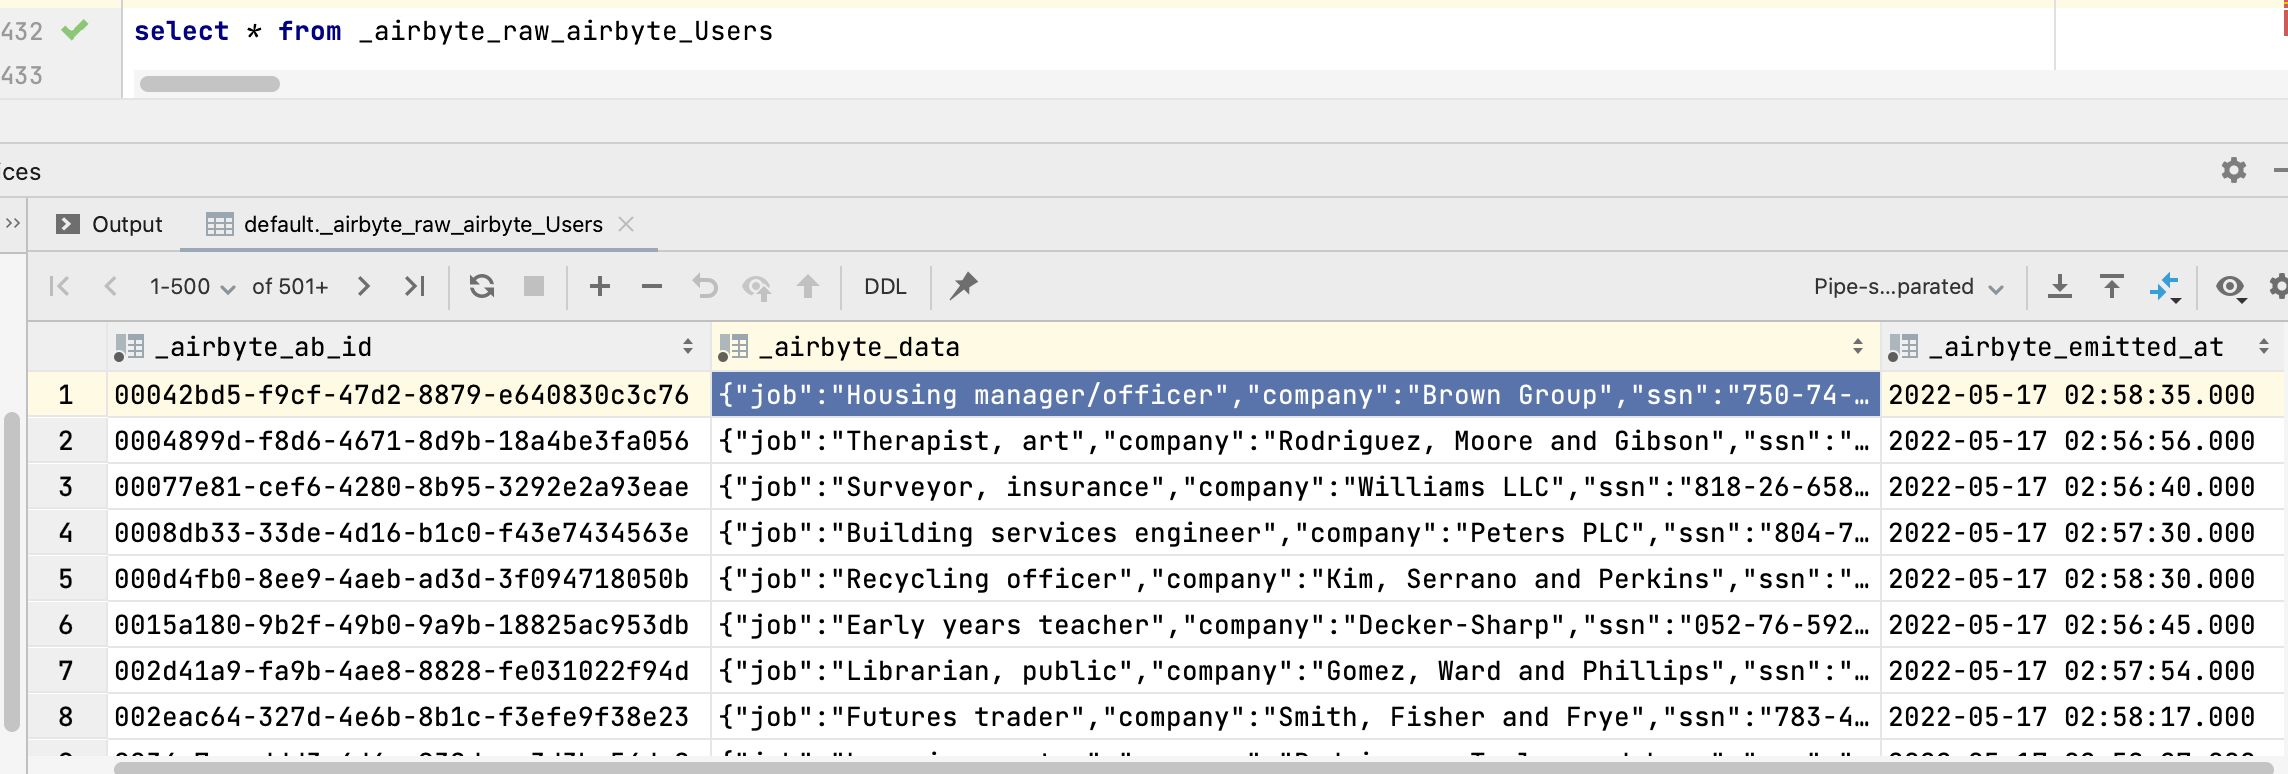 432 select * from _airbyte_raw_airbyte_Users
433
ices
Output default._airbyte_raw_airbyte_Users
1-500 of 501+ DDL Pipe-s...parated
_airbyte_ab_id _airbyte_data _airbyte_emitted_at
1 00042bd5-f9cf-47d2-8879-e640830c3c76 {"job":"Housing manager/officer","company":"Brown Group","ssn":"750-74-… 2022-05-17 02:58:35.000
2 0004899d-f8d6-4671-8d9b-18a4be3fa056 {"job":"Therapist, art","company":"Rodriguez, Moore and Gibson","ssn":"… 2022-05-17 02:56:56.000
3 00077e81-cef6-4280-8b95-3292e2a93eae {"job":"Surveyor, insurance","company":"Williams LLC","ssn":"818-26-658… 2022-05-17 02:56:40.000
4 0008db33-33de-4d16-b1c0-f43e7434563e {"job":"Building services engineer","company":"Peters PLC","ssn":"804-7… 2022-05-17 02:57:30.000
5 000d4fb0-8ee9-4aeb-ad3d-3f094718050b {"job":"Recycling officer","company":"Kim, Serrano and Perkins","ssn":"… 2022-05-17 02:58:30.000
6 0015a180-9b2f-49b0-9a9b-18825ac953db {"job":"Early years teacher","company":"Decker-Sharp","ssn":"052-76-592… 2022-05-17 02:56:45.000
7 002d41a9-fa9b-4ae8-8828-fe031022f94d {"job":"Librarian, public","company":"Gomez, Ward and Phillips","ssn":"… 2022-05-17 02:57:54.000
8 002eac64-327d-4e6b-8b1c-f3efe9f38e23 {"job":"Futures trader","company":"Smith, Fisher and Frye","ssn":"783-4… 2022-05-17 02:58:17.000